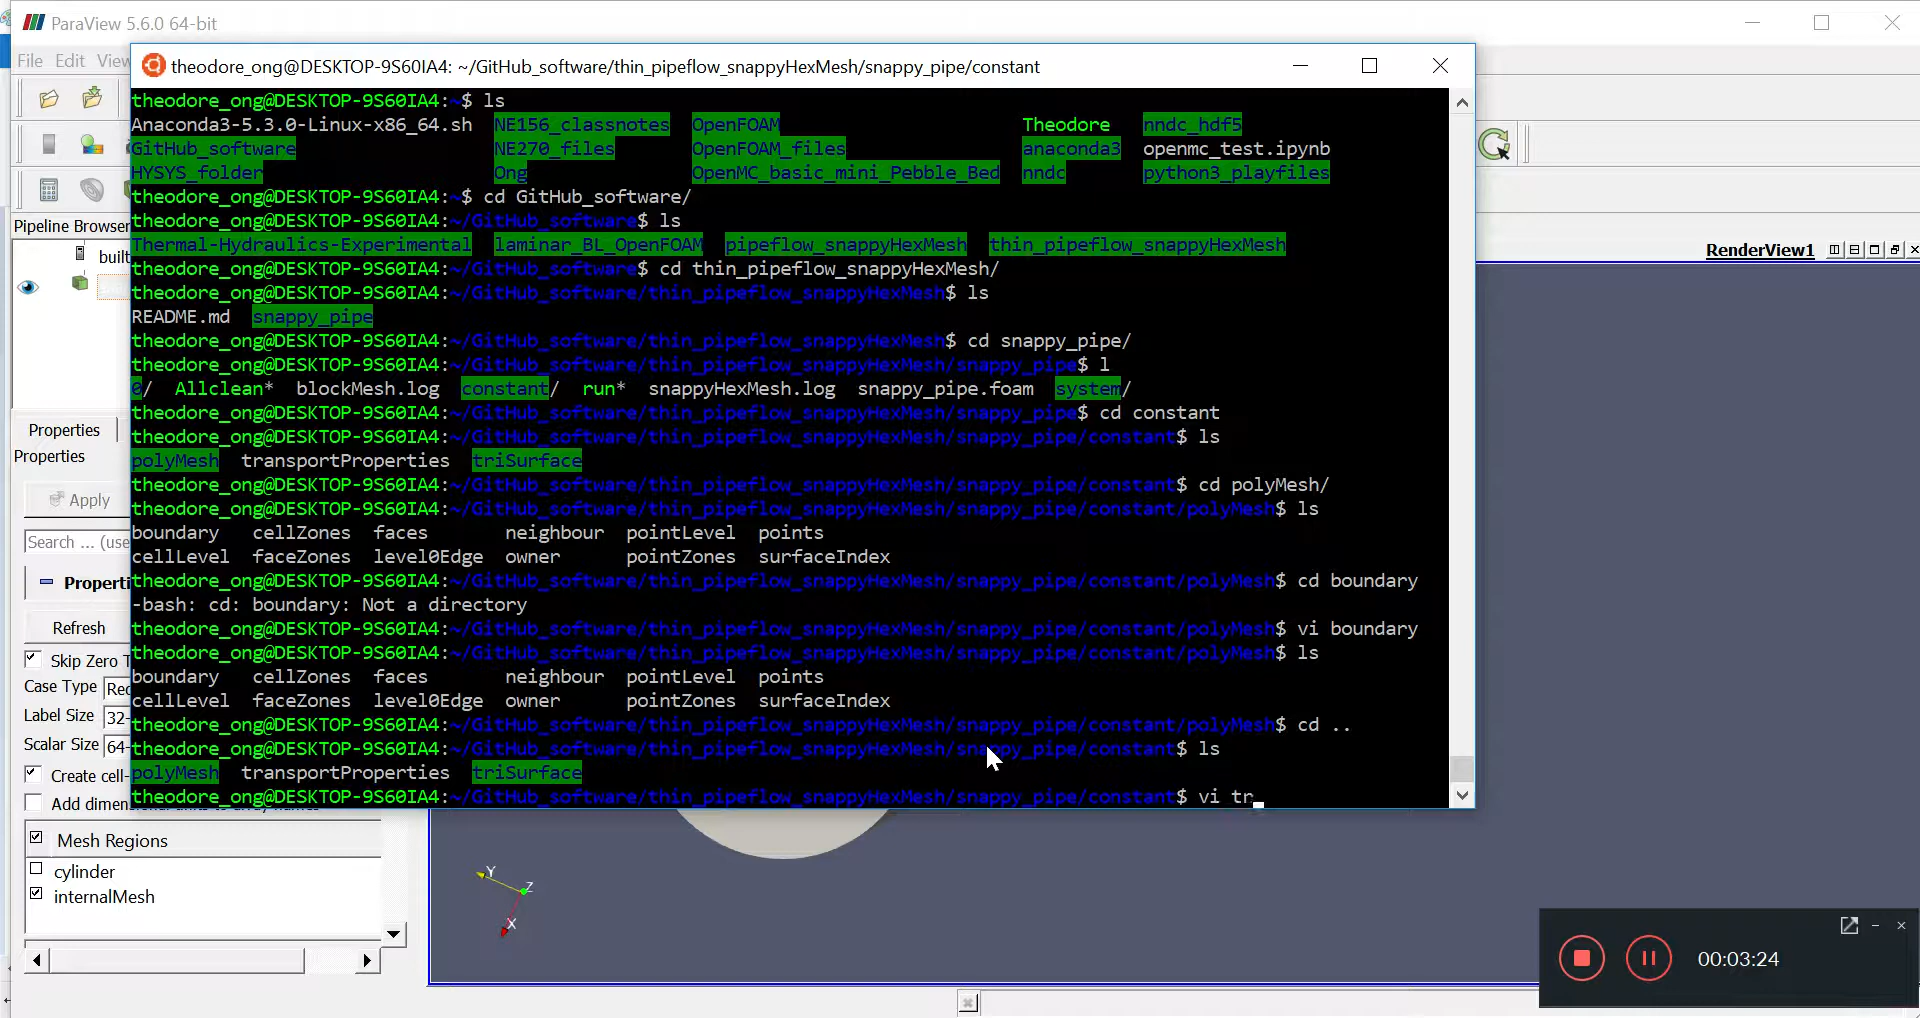 ParaView 5.6.0 64-bit
File Edit View
theodore_ong@DESKTOP-9S60IA4: ~/GitHub_software/thin_pipeflow_snappyHexMesh/snappy_pipe/constant
theodore_ong@DESKTOP-9S60IA4:~$ ls
Anaconda3-5.3.0-Linux-x86_64.sh NE156_classnotes OpenFOAM Theodore nndc_hdf5
GitHub_software NE270_files OpenFOAM_files anaconda3 openmc_test.ipynb
HYSYS_folder Ong OpenMC_basic_mini_Pebble_Bed nndc python3_playfiles
theodore_ong@DESKTOP-9S60IA4:~$ cd GitHub_software/
theodore_ong@DESKTOP-9S60IA4:~/GitHub_software$ ls
Thermal-Hydraulics-Experimental laminar_BL_OpenFOAM pipeflow_snappyHexMesh thin_pipeflow_snappyHexMesh
theodore_ong@DESKTOP-9S60IA4:~/GitHub_software$ cd thin_pipeflow_snappyHexMesh/
theodore_ong@DESKTOP-9S60IA4:~/GitHub_software/thin_pipeflow_snappyHexMesh$ ls
README.md snappy_pipe
theodore_ong@DESKTOP-9S60IA4:~/GitHub_software/thin_pipeflow_snappyHexMesh$ cd snappy_pipe/
theodore_ong@DESKTOP-9S60IA4:~/GitHub_software/thin_pipeflow_snappyHexMesh/snappy_pipe$ l
0/ Allclean* blockMesh.log constant/ run* snappyHexMesh.log snappy_pipe.foam system/
theodore_ong@DESKTOP-9S60IA4:~/GitHub_software/thin_pipeflow_snappyHexMesh/snappy_pipe$ cd constant
theodore_ong@DESKTOP-9S60IA4:~/GitHub_software/thin_pipeflow_snappyHexMesh/snappy_pipe/constant$ ls
polyMesh transportProperties triSurface
theodore_ong@DESKTOP-9S60IA4:~/GitHub_software/thin_pipeflow_snappyHexMesh/snappy_pipe/constant$ cd polyMesh/
theodore_ong@DESKTOP-9S60IA4:~/GitHub_software/thin_pipeflow_snappyHexMesh/snappy_pipe/constant/polyMesh$ ls
boundary cellZones faces neighbour pointLevel points
cellLevel faceZones level0Edge owner pointZones surfaceIndex
theodore_ong@DESKTOP-9S60IA4:~/GitHub_software/thin_pipeflow_snappyHexMesh/snappy_pipe/constant/polyMesh$ cd boundary
-bash: cd: boundary: Not a directory
theodore_ong@DESKTOP-9S60IA4:~/GitHub_software/thin_pipeflow_snappyHexMesh/snappy_pipe/constant/polyMesh$ vi boundary
theodore_ong@DESKTOP-9S60IA4:~/GitHub_software/thin_pipeflow_snappyHexMesh/snappy_pipe/constant/polyMesh$ ls
boundary cellZones faces neighbour pointLevel points
cellLevel faceZones level0Edge owner pointZones surfaceIndex
theodore_ong@DESKTOP-9S60IA4:~/GitHub_software/thin_pipeflow_snappyHexMesh/snappy_pipe/constant/polyMesh$ cd ..
theodore_ong@DESKTOP-9S60IA4:~/GitHub_software/thin_pipeflow_snappyHexMesh/snappy_pipe/constant$ ls
polyMesh transportProperties triSurface
theodore_ong@DESKTOP-9S60IA4:~/GitHub_software/thin_pipeflow_snappyHexMesh/snappy_pipe/constant$ vi tr
Pipeline Browser
built
Properties
Properties
Apply
Search ... (use
Properti
Refresh
Skip Zero T
Case Type Rec
Label Size 32-
Scalar Size 64-
Create cell-
Add dimen
Mesh Regions
cylinder
internalMesh
RenderView1
Y
Z
X
00:03:24